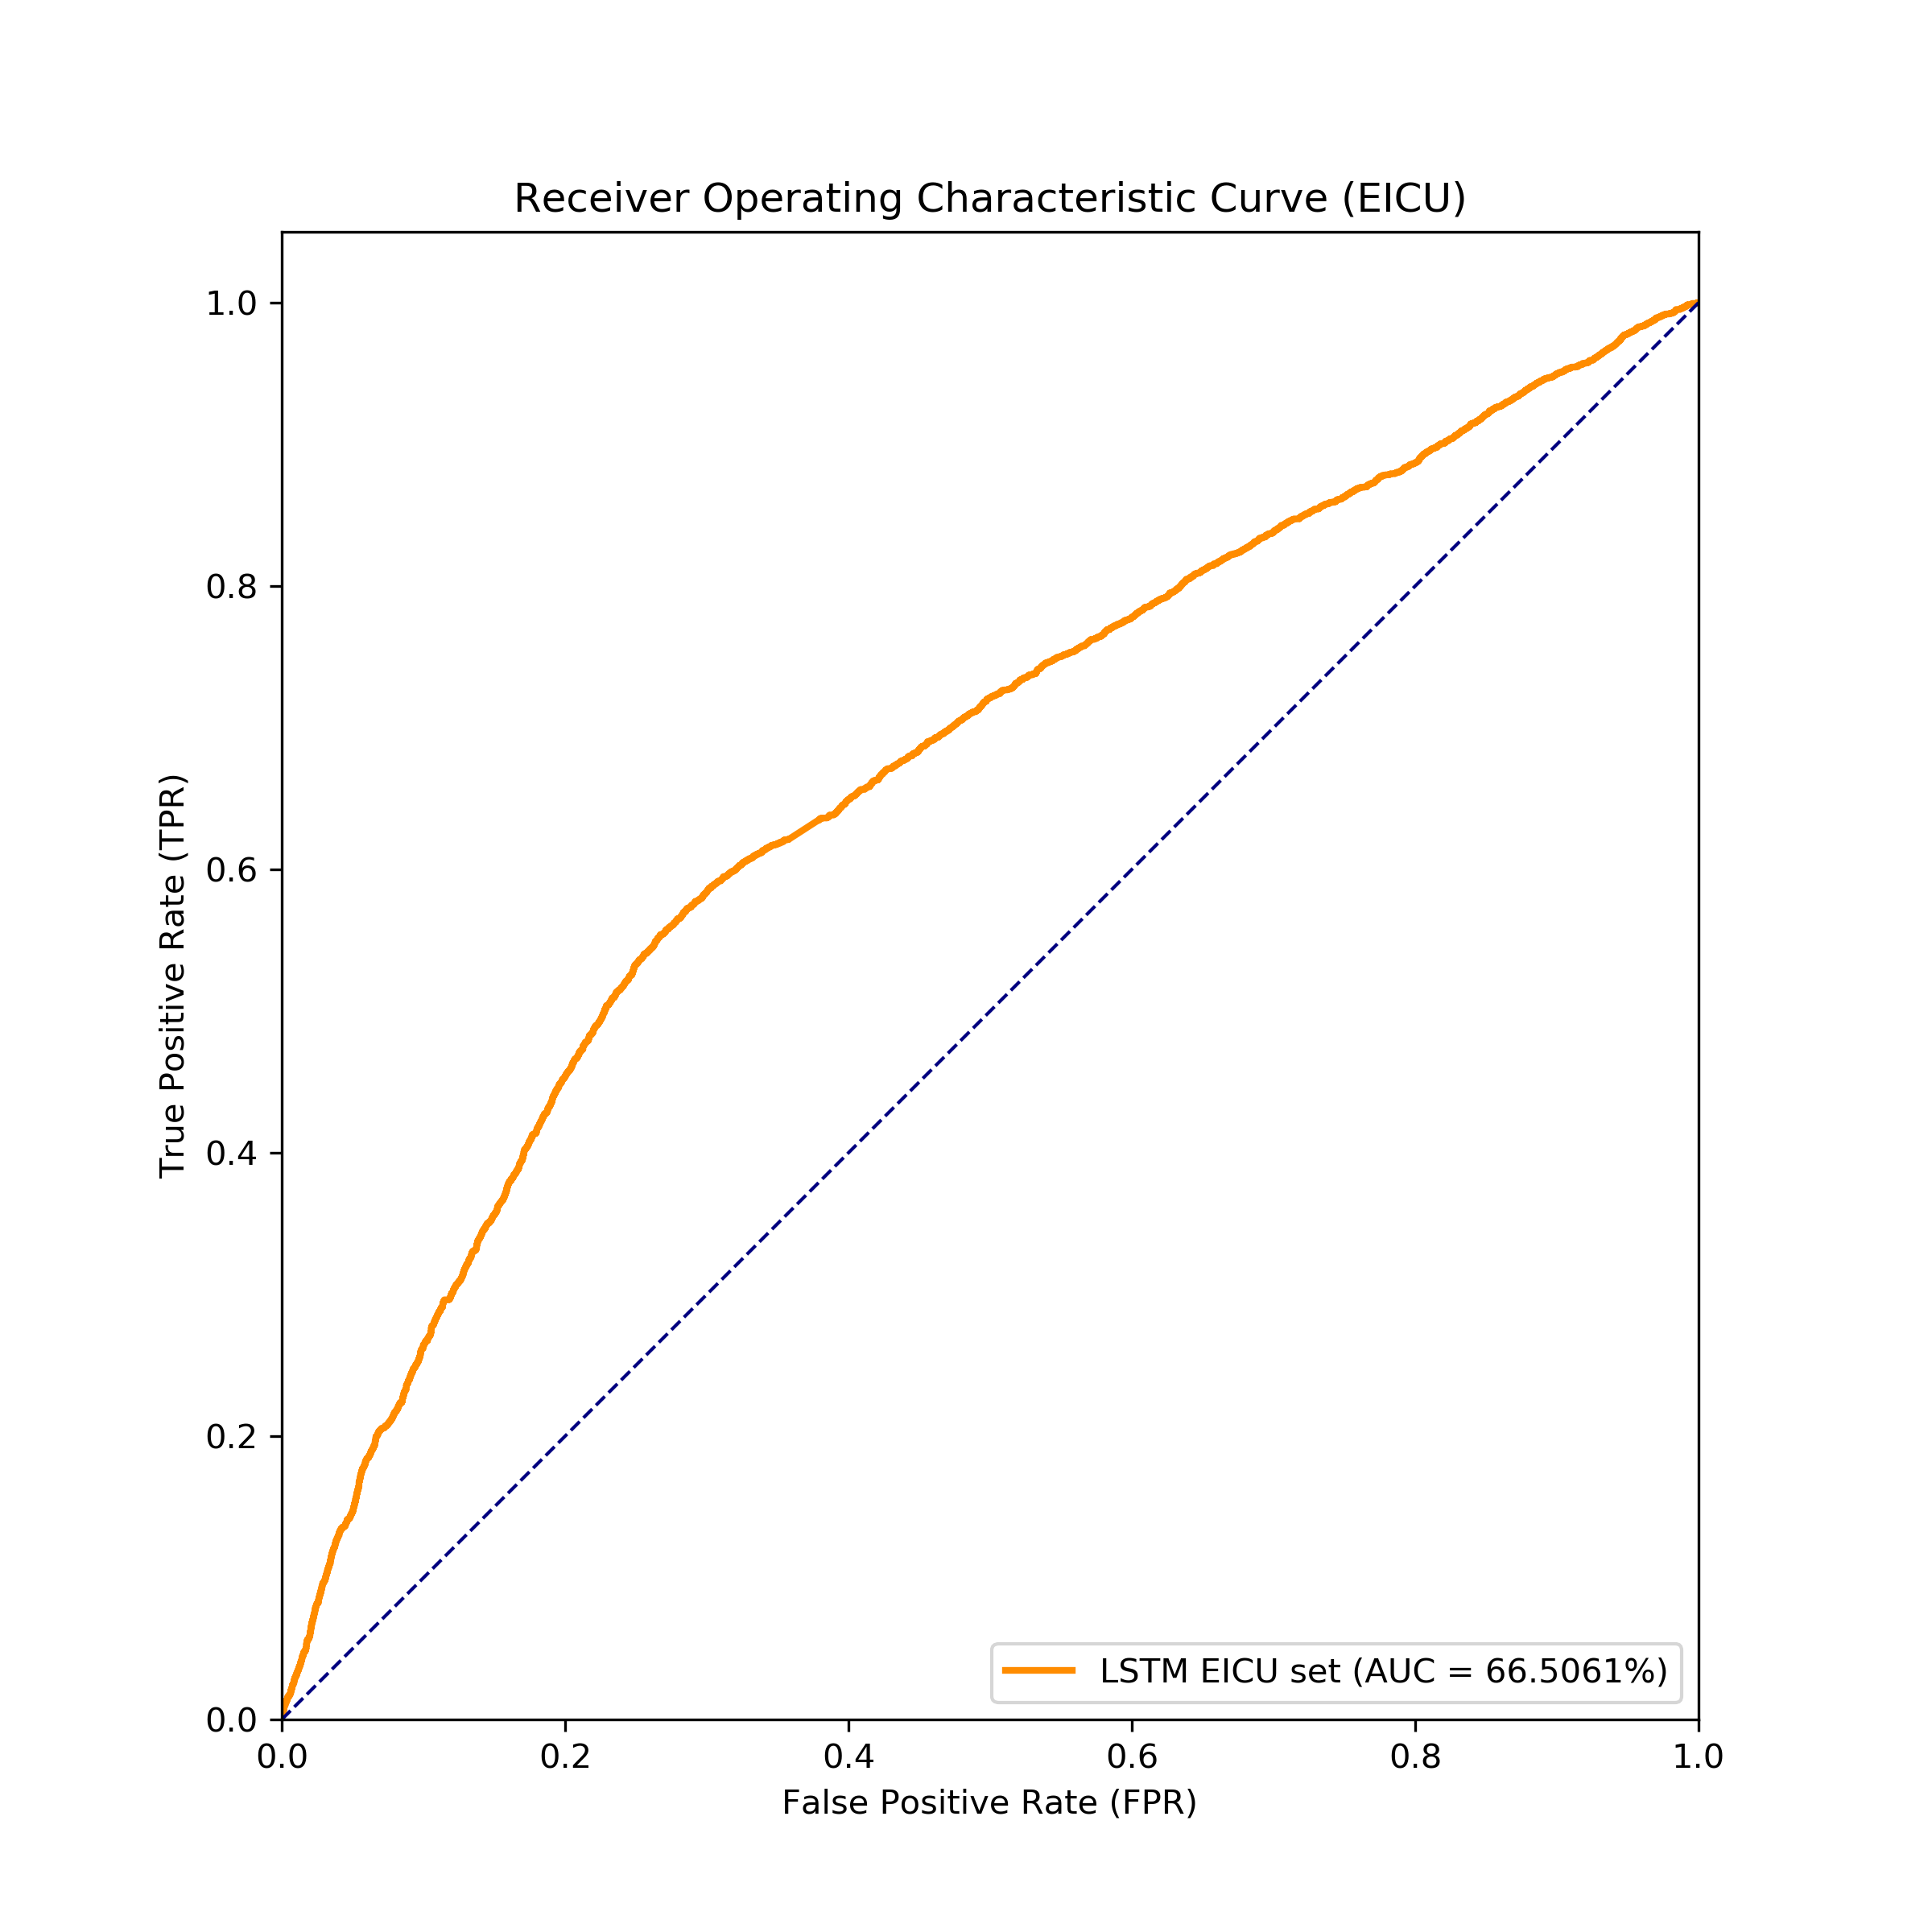 Receiver Operating Characteristic Curve (EICU)
1.0
0.8
0.6
0.4
0.2
0.0
True Positive Rate (TPR)
LSTM EICU set (AUC = 66.5061%)
0.0 0.2 0.4 0.6 0.8 1.0
False Positive Rate (FPR)